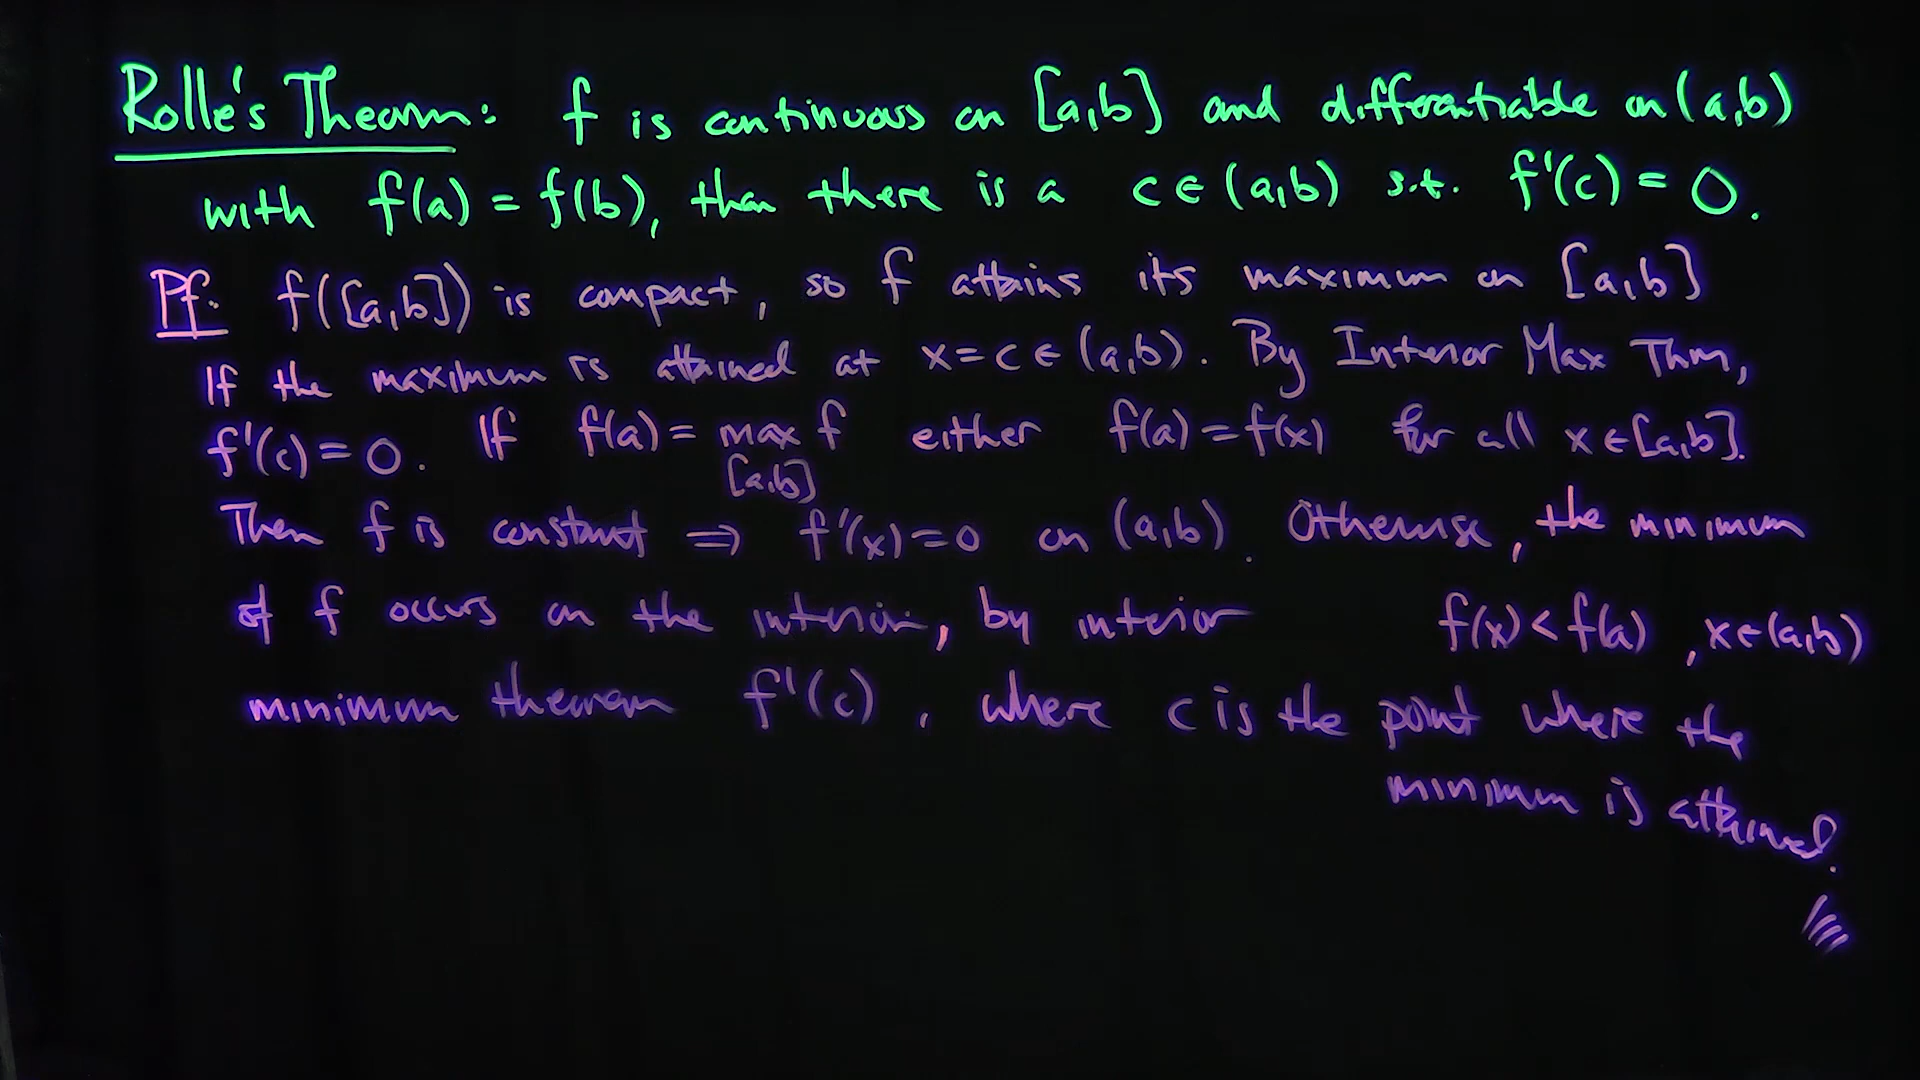 Rolle's Theorem: f is continuous on [a,b] and differentiable on (a,b)
with f(a) = f(b), then there is a c ∈ (a,b) s.t. f'(c) = 0.
Pf: f([a,b]) is compact, so f attains its maximum on [a,b]
If the maximum is attained at x = c ∈ (a,b). By Interior Max Thm,
f'(c) = 0. If f(a) = max f either f(a) = f(x) for all x ∈ [a,b].
[a,b]
Then f is constant ⇒ f'(x) = 0 on (a,b). Otherwise, the minimum
of f occurs on the interior, by interior f(x) < f(a), x ∈ (a,b)
minimum theorem f'(c), where c is the point where the
minimum is attained.